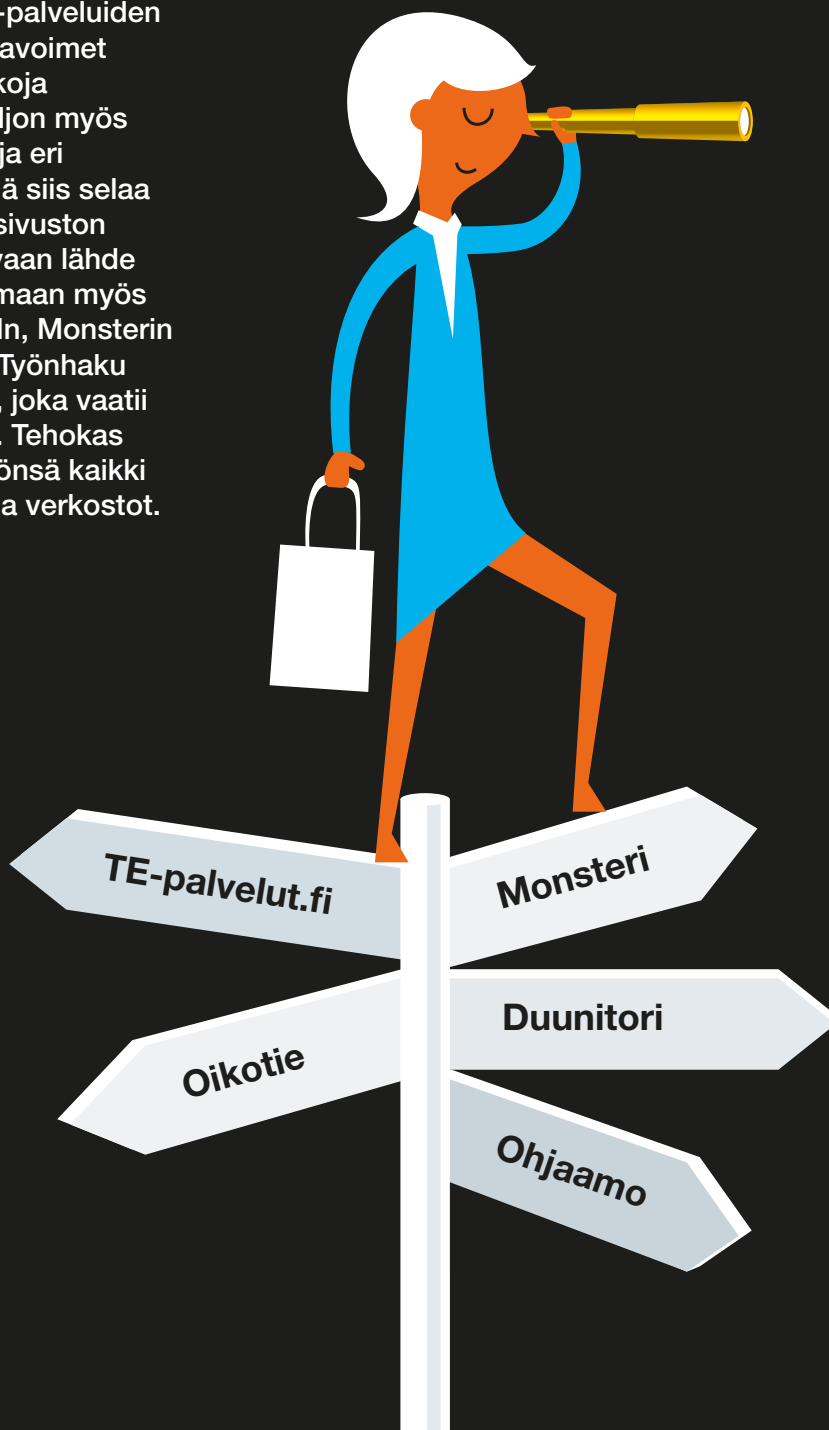 -palveluiden
avoimet
koja
ljon myös
ja eri
ä siis selaa
sivuston
vaan lähde
maan myös
In, Monsterin
Työnhaku
, joka vaatii
. Tehokas
önsä kaikki
a verkostot.
TE-palvelut.fi
Monsteri
Duunitori
Oikotie
Ohjaamo